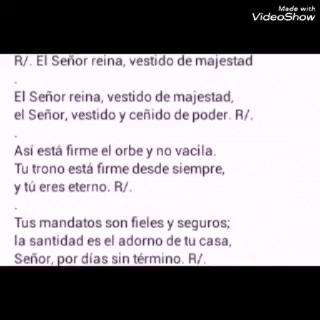 Made with
VideoShow
R/. El Señor reina, vestido de majestad
.
El Señor reina, vestido de majestad,
el Señor, vestido y ceñido de poder. R/.
.
Así está firme el orbe y no vacila.
Tu trono está firme desde siempre,
y tú eres eterno. R/.
.
Tus mandatos son fieles y seguros;
la santidad es el adorno de tu casa,
Señor, por días sin término. R/.